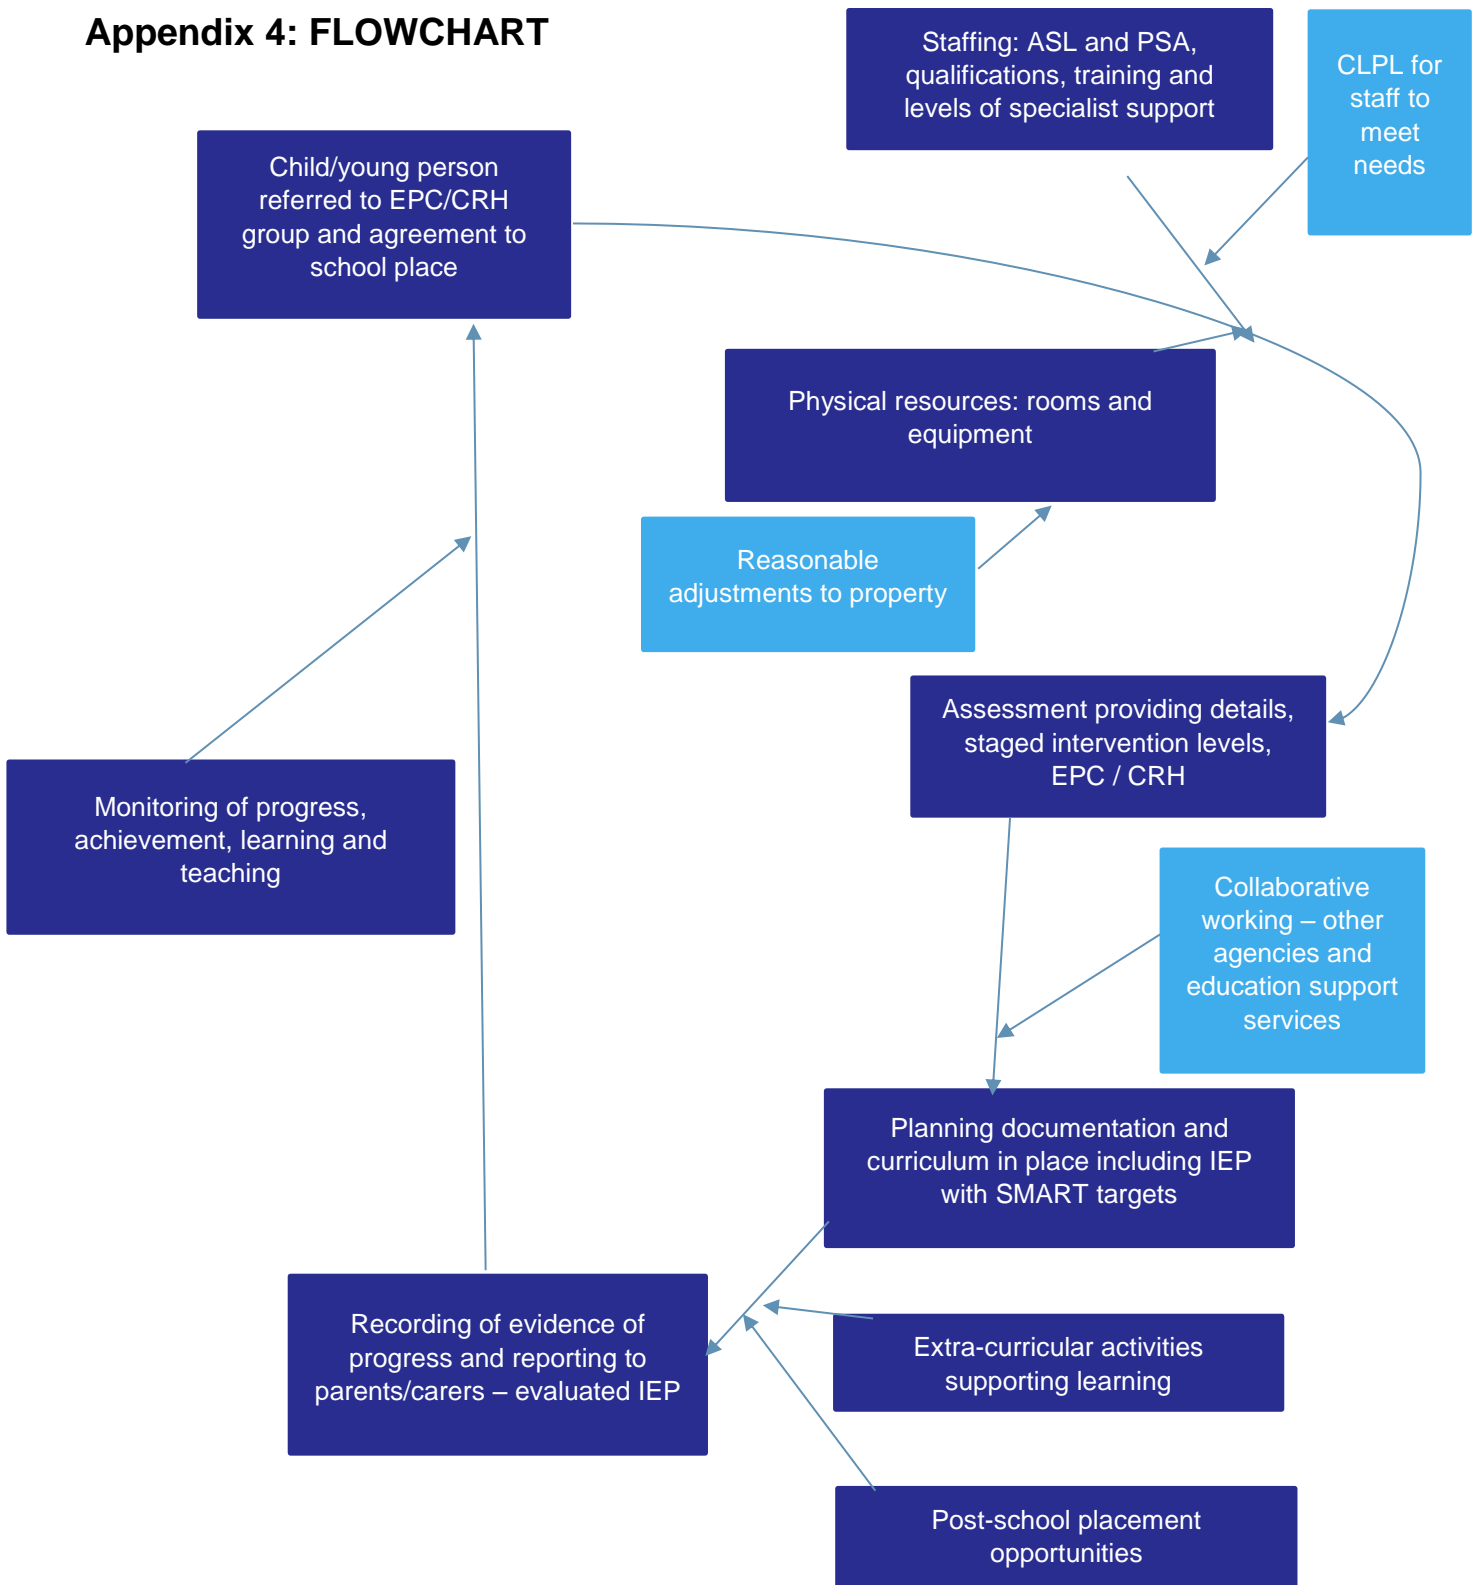 Appendix 4: FLOWCHART
Staffing: ASL and PSA,
qualifications, training and
levels of specialist support
CLPL for
staff to
meet
needs
Child/young person
referred to EPC/CRH
group and agreement to
school place
Physical resources: rooms and
equipment
Reasonable
adjustments to property
Assessment providing details,
staged intervention levels,
EPC / CRH
Monitoring of progress,
achievement, learning and
teaching
Collaborative
working – other
agencies and
education support
services
Planning documentation and
curriculum in place including IEP
with SMART targets
Recording of evidence of
progress and reporting to
parents/carers – evaluated IEP
Extra-curricular activities
supporting learning
Post-school placement
opportunities